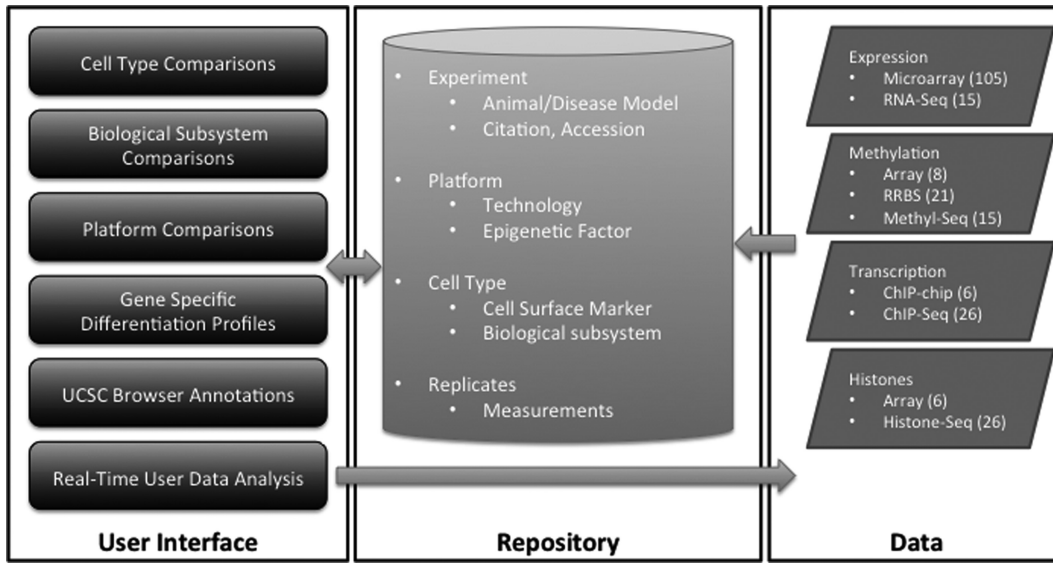 Cell Type Comparisons
Biological Subsystem
Comparisons
Platform Comparisons
Gene Specific
Differentiation Profiles
UCSC Browser Annotations
Real-Time User Data Analysis
User Interface
• Experiment
• Animal/Disease Model
• Citation, Accession
• Platform
• Technology
• Epigenetic Factor
• Cell Type
• Cell Surface Marker
• Biological subsystem
• Replicates
• Measurements
Repository
Expression
• Microarray (105)
• RNA-Seq (15)
Methylation
• Array (8)
• RRBS (21)
• Methyl-Seq (15)
Transcription
• ChIP-chip (6)
• ChIP-Seq (26)
Histones
• Array (6)
• Histone-Seq (26)
Data